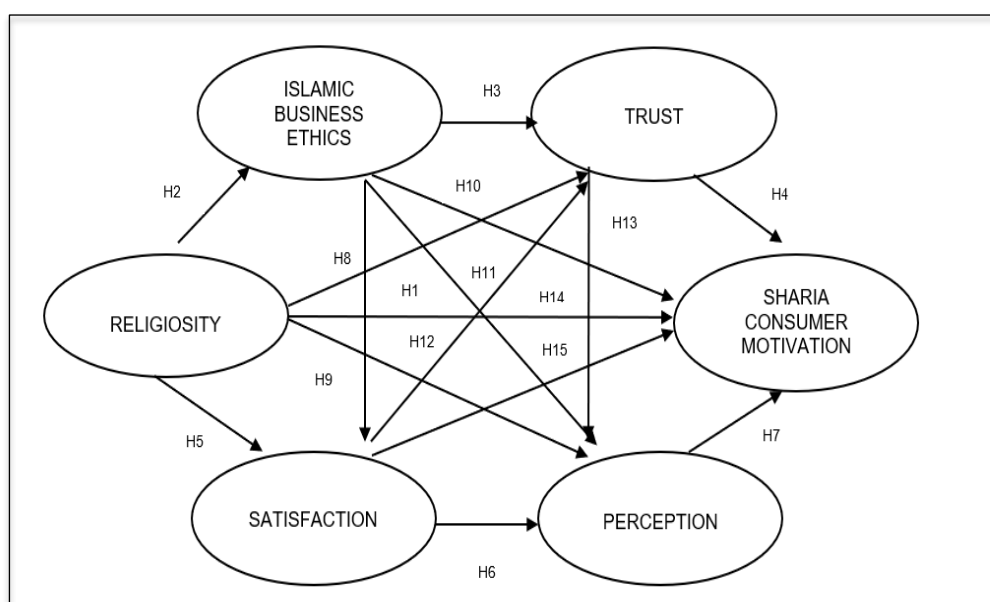 ISLAMIC
BUSINESS
ETHICS
H3
TRUST
H2
H10
H4
H13
H8
H11
H1
H14
RELIGIOSITY
SHARIA
CONSUMER
MOTIVATION
H12
H15
H9
H5
H7
SATISFACTION
PERCEPTION
H6